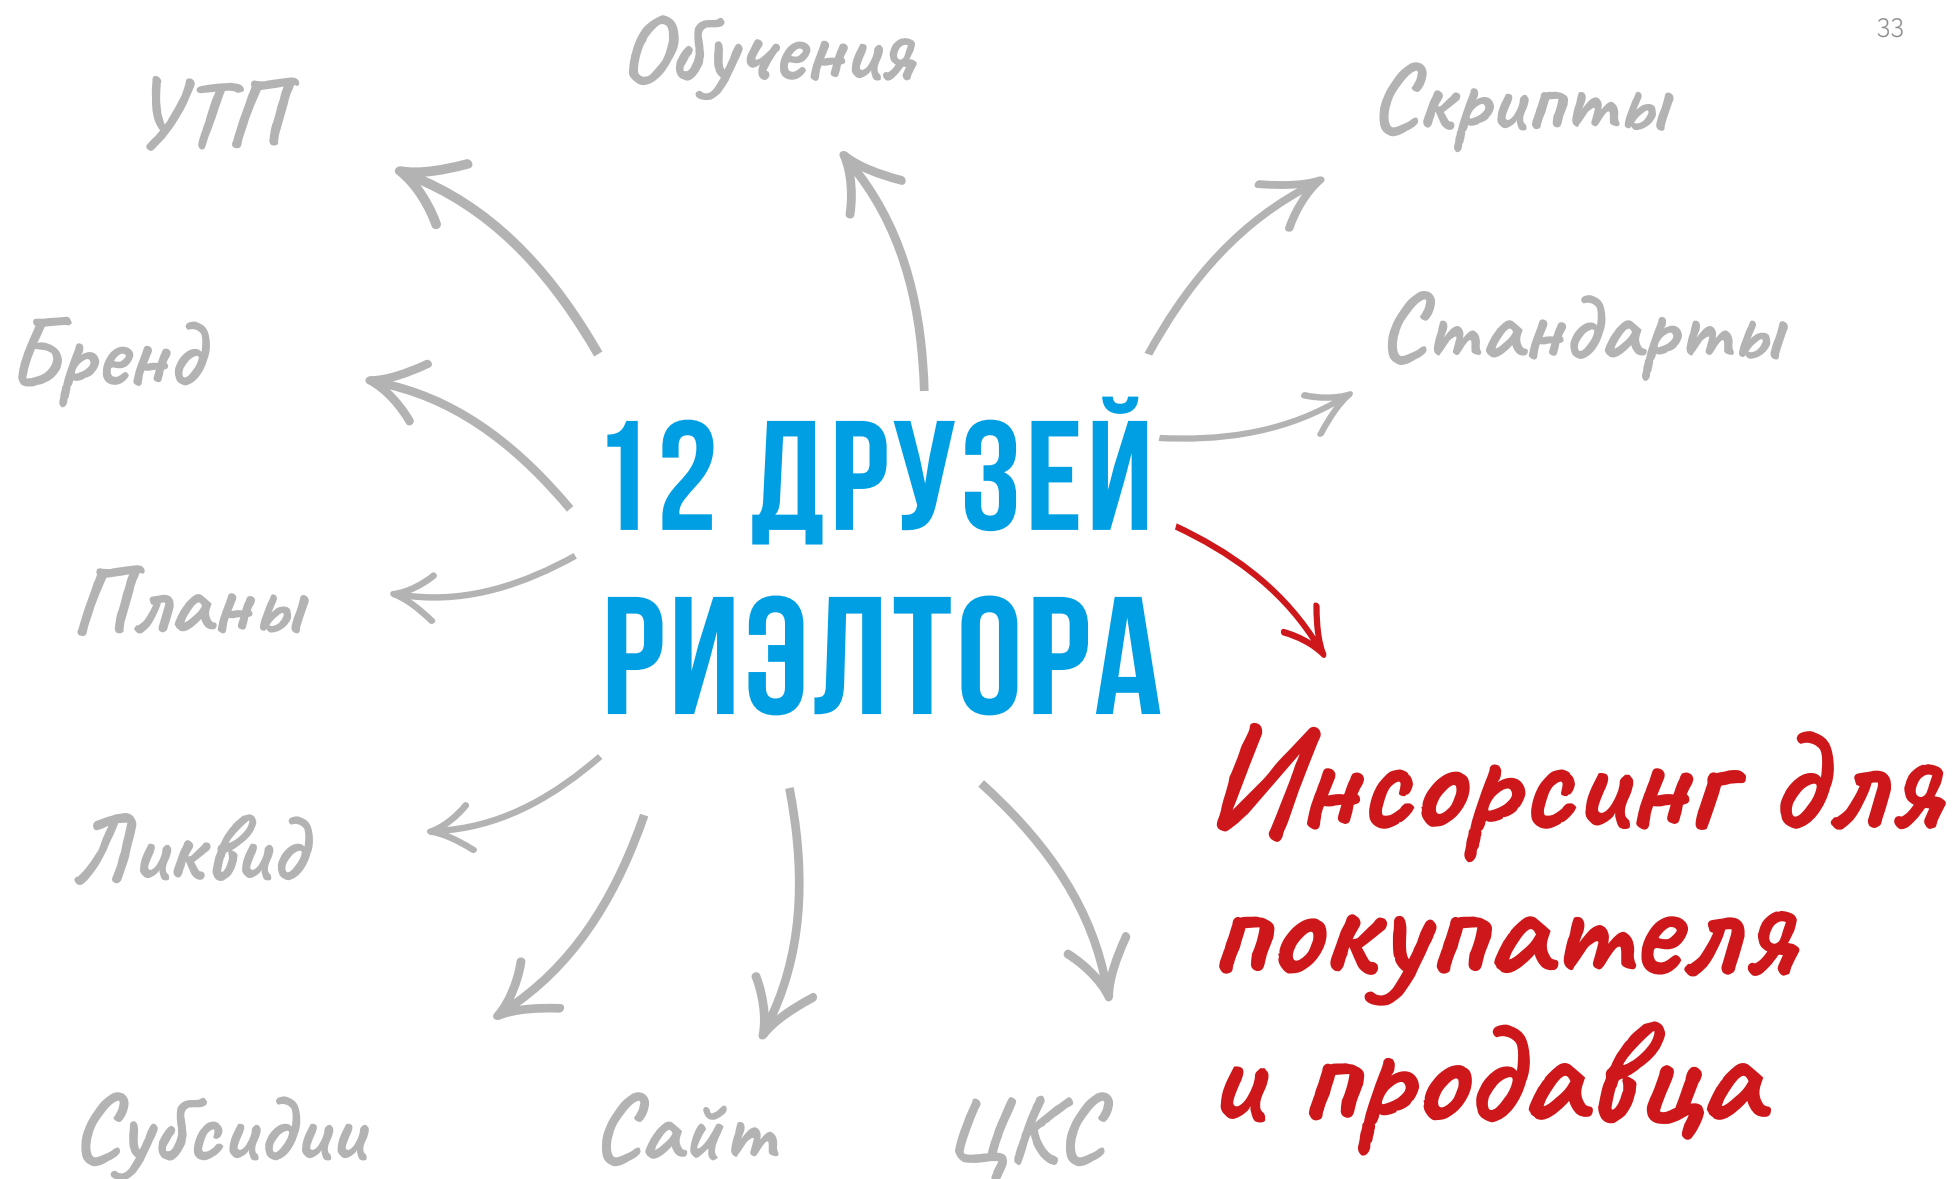 33
Обучения
УТП
Скрипты
Бренд
Стандарты
12 ДРУЗЕЙ
РИЭЛТОРА
Планы
Ликвид
Инсорсинг для
покупателя
и продавца
Субсидии
Сайт
ЦКС